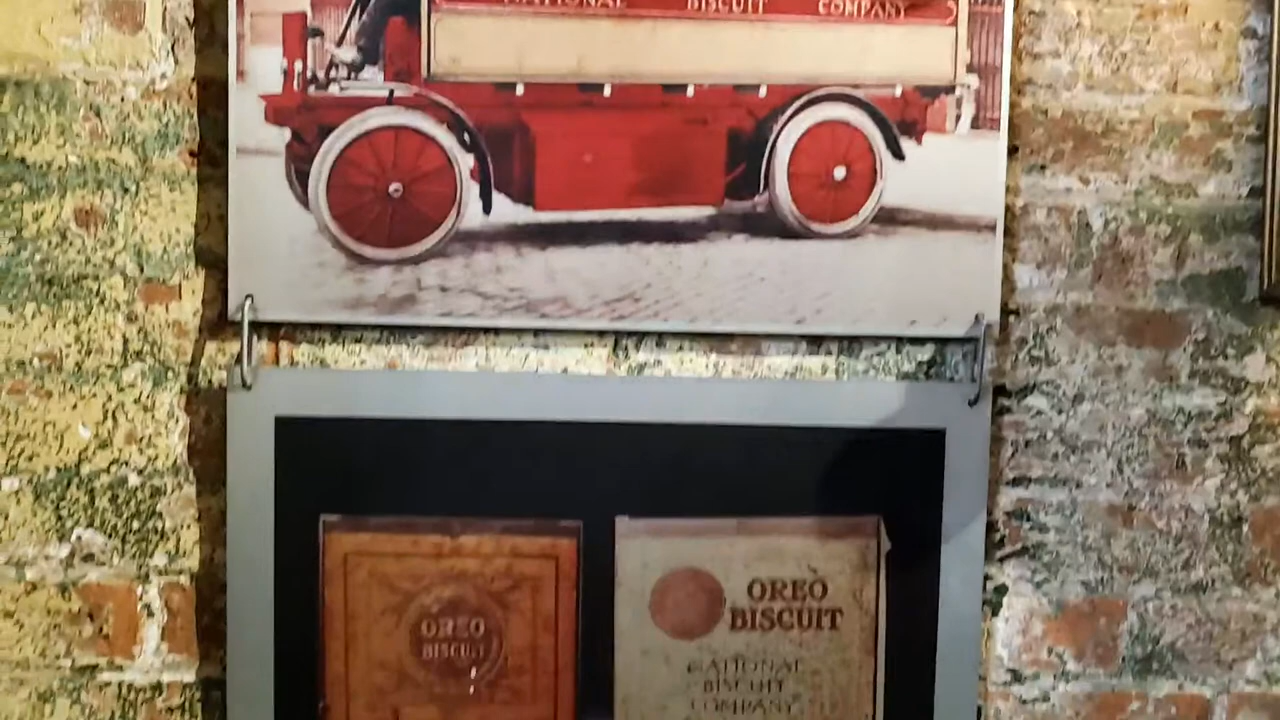 NATIONAL BISCUIT COMPANY
OREO
BISCUIT
OREO
BISCUIT
NATIONAL
BISCUIT
COMPANY